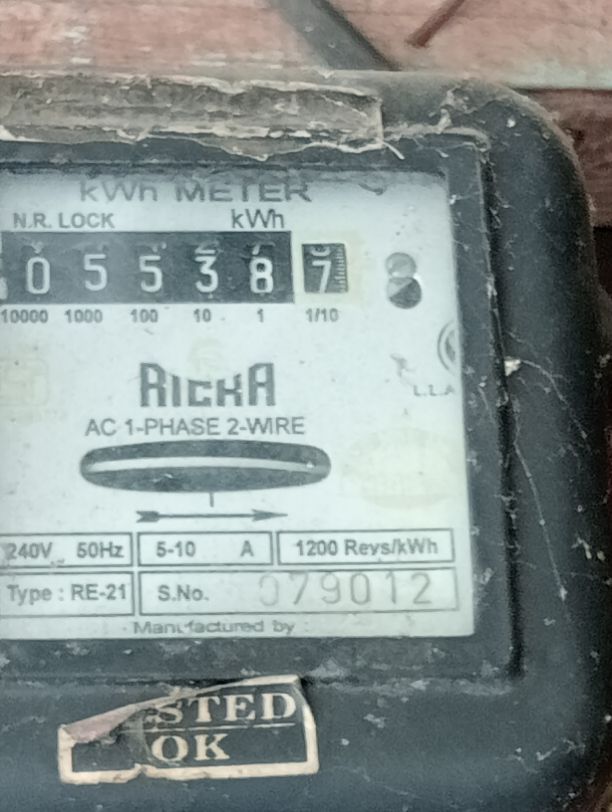 kWh METER
N.R. LOCK kWh
0 5 5 3 8 7
10000 1000 100 10 1 1/10
RICKA
AC 1-PHASE 2-WIRE
240V 50Hz 5-10 A 1200 Revs/kWh
Type : RE-21 S.No. 079012
Manufactured by :
STED
OK